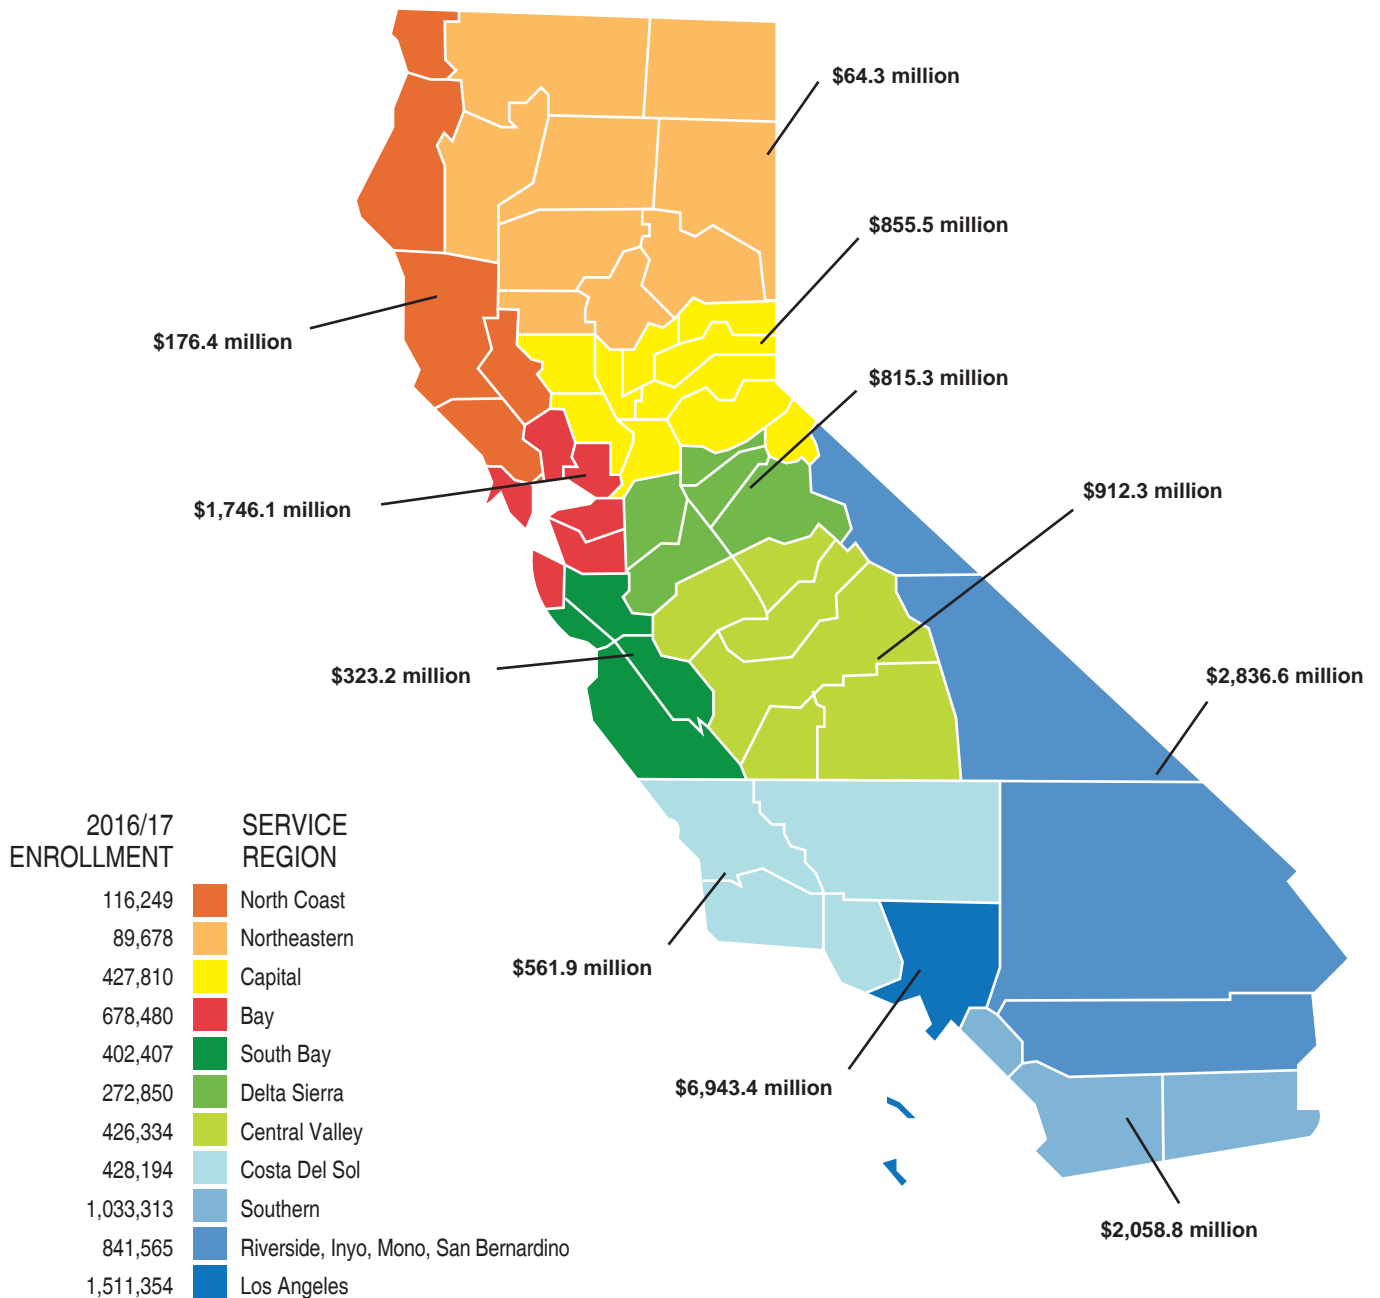 $64.3 million
$855.5 million
$176.4 million
$815.3 million
$1,746.1 million
$912.3 million
$323.2 million
$2,836.6 million
2016/17 SERVICE
ENROLLMENT REGION
116,249 North Coast
89,678 Northeastern
427,810 Capital
678,480 Bay
402,407 South Bay
272,850 Delta Sierra
426,334 Central Valley
428,194 Costa Del Sol
1,033,313 Southern
841,565 Riverside, Inyo, Mono, San Bernardino
1,511,354 Los Angeles
$561.9 million
$6,943.4 million
$2,058.8 million